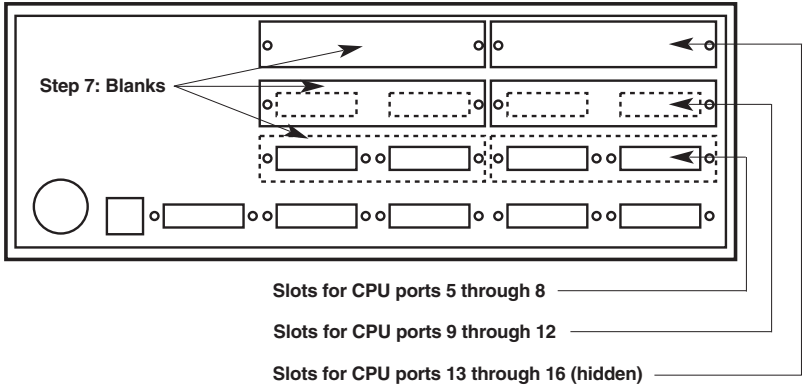 Step 7: Blanks
Slots for CPU ports 5 through 8
Slots for CPU ports 9 through 12
Slots for CPU ports 13 through 16 (hidden)